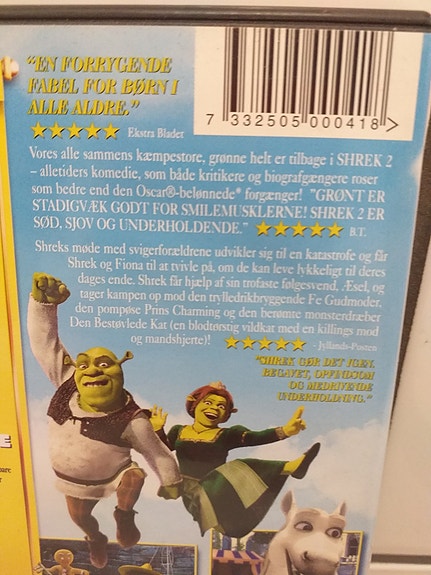 "EN FORRYGENDE
FABEL FOR BØRN I
ALLE ALDRE."
Ekstra Bladet
7 332505 000418 >
Vores alle sammens kæmpestore, grønne helt er tilbage i SHREK 2
– alletiders komedie, som både kritikere og biografgængere roser
som bedre end den Oscar®-belønnede* forgænger! "GRØNT ER
STADIGVÆK GODT FOR SMILEMUSKLERNE! SHREK 2 ER
SØD, SJOV OG UNDERHOLDENDE." B.T.
Shreks møde med svigerforældrene udvikler sig til en katastrofe og får
Shrek og Fiona til at tvivle på, om de kan leve lykkeligt til deres
dages ende. Shrek får hjælp af sin trofaste følgesvend, Æsel, og
tager kampen op mod den trylledrikbryggende Fe Gudmoder,
den pompøse Prins Charming og den berømte monsterdræber
Den Bestøvlede Kat (en blodtørstig vildkat med en killings mod
og mandshjerte)! - Jyllands-Posten
"SHREK GØR DET IGEN.
BEGAVET, OPFINDSOM
OG MEDRIVENDE
UNDERHOLDNING."